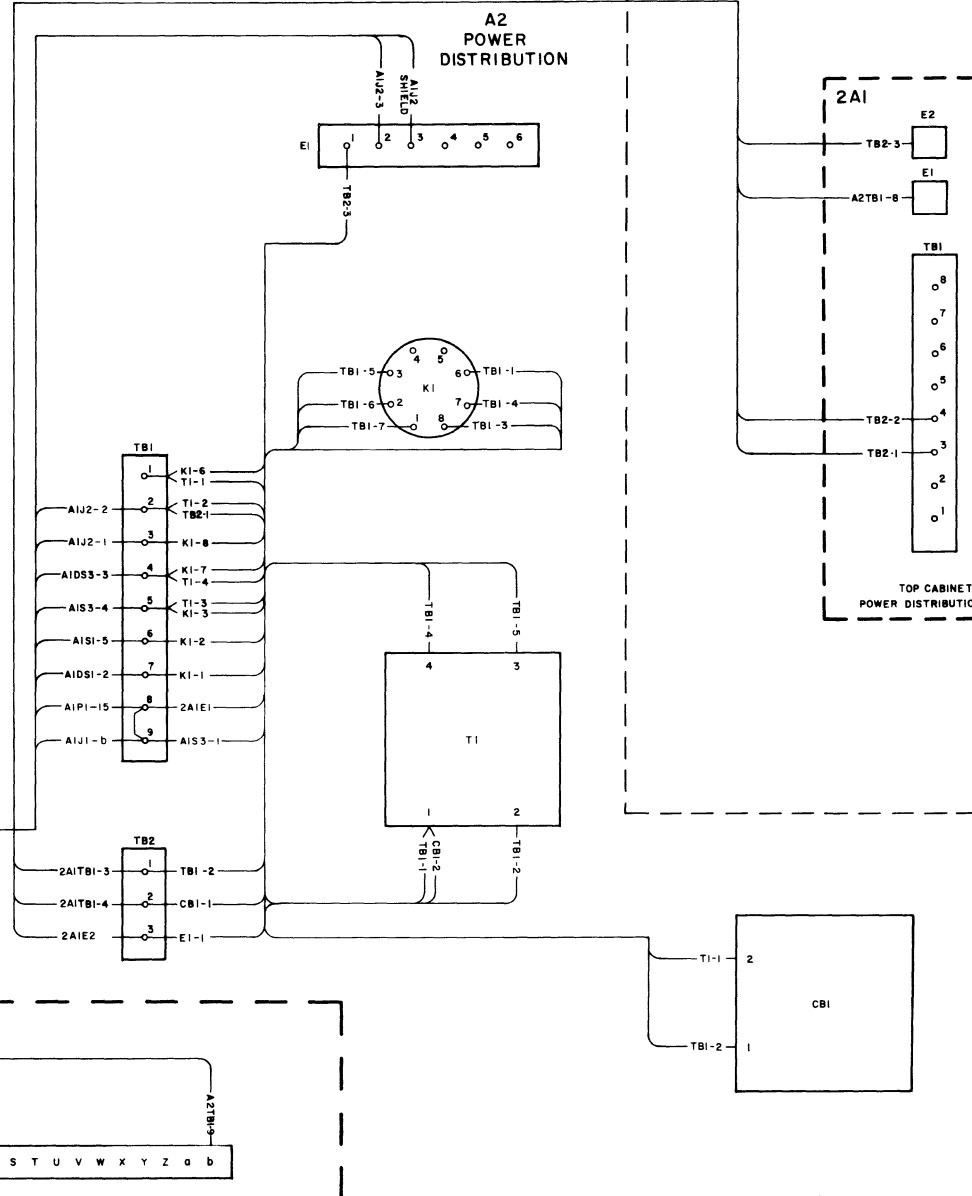 A2
POWER
DISTRIBUTION
A1J2-3
A1J2
SHIELD
E1
1 2 3 4 5 6
TB2-3
2A1
E2
TB2-3
E1
A2TB1-8
TB1
8
7
6
5
TB2-2 4
TB2-1 3
2
1
TOP CABINET
POWER DISTRIBUTIO
4 5
TB1-5 3 6 TB1-1
K1
TB1-6 2 7 TB1-4
TB1-7 1 8 TB1-3
TB1
1 K1-6
T1-1
A1J2-2 2 T1-2
TB2-1
A1J2-1 3 K1-8
A1DS3-3 4 K1-7
T1-4
A1S3-4 5 T1-3
K1-3
A1S1-5 6 K1-2
A1DS1-2 7 K1-1
A1P1-15 8 2A1E1
A1J1-b 9 A1S3-1
TB1-4 TB1-5
4 3
T1
1 2
TB1-1 CB1-2 TB1-2
TB2
2A1TB1-3 1 TB1-2
2A1TB1-4 2 CB1-1
2A1E2 3 E1-1
T1-1 2
CB1
TB1-2 1
A2TB1-9
S T U V W X Y Z a b